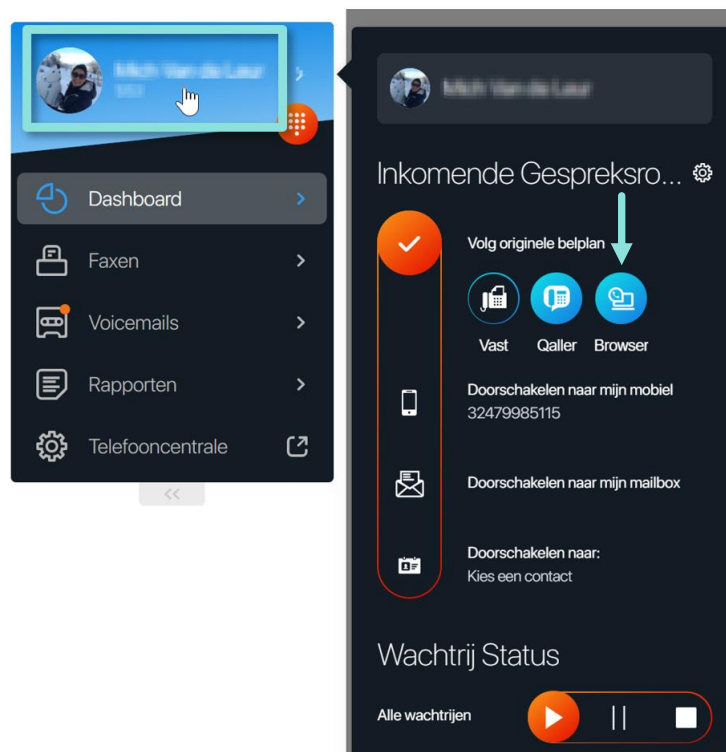 Dashboard
Faxen
Voicemails
Rapporten
Telefooncentrale
<<
Inkomende Gespreksro...
Volg originele belplan
Vast Qaller Browser
Doorschakelen naar mijn mobiel
32479985115
Doorschakelen naar mijn mailbox
Doorschakelen naar:
Kies een contact
Wachtrij Status
Alle wachtrijen